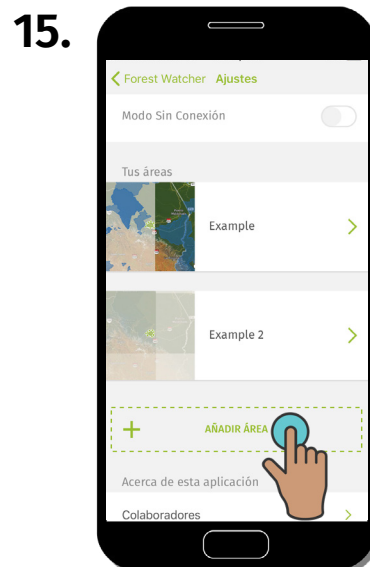 15.
Forest Watcher Ajustes
Modo Sin Conexión
Tus áreas
Example
Example 2
+ AÑADIR ÁREA
Acerca de esta aplicación
Colaboradores